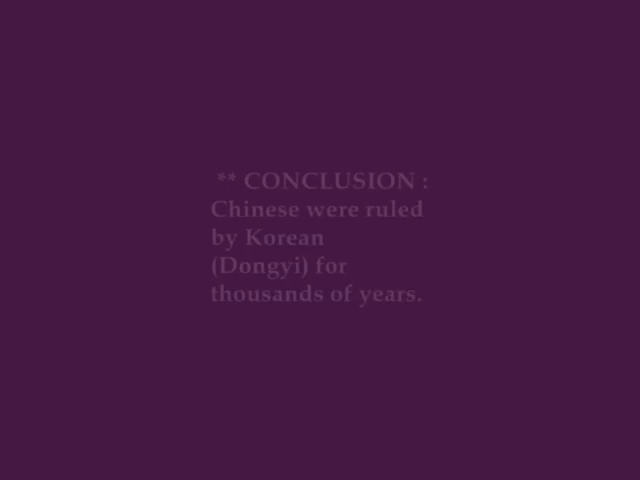 ** CONCLUSION :
Chinese were ruled
by Korean
(Dongyi) for
thousands of years.